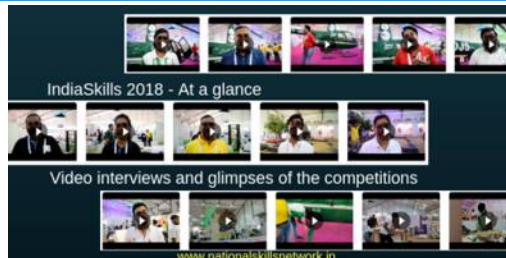 IndiaSkills 2018 - At a glance
Video interviews and glimpses of the competitions
www.nationalskillsnetwork.in